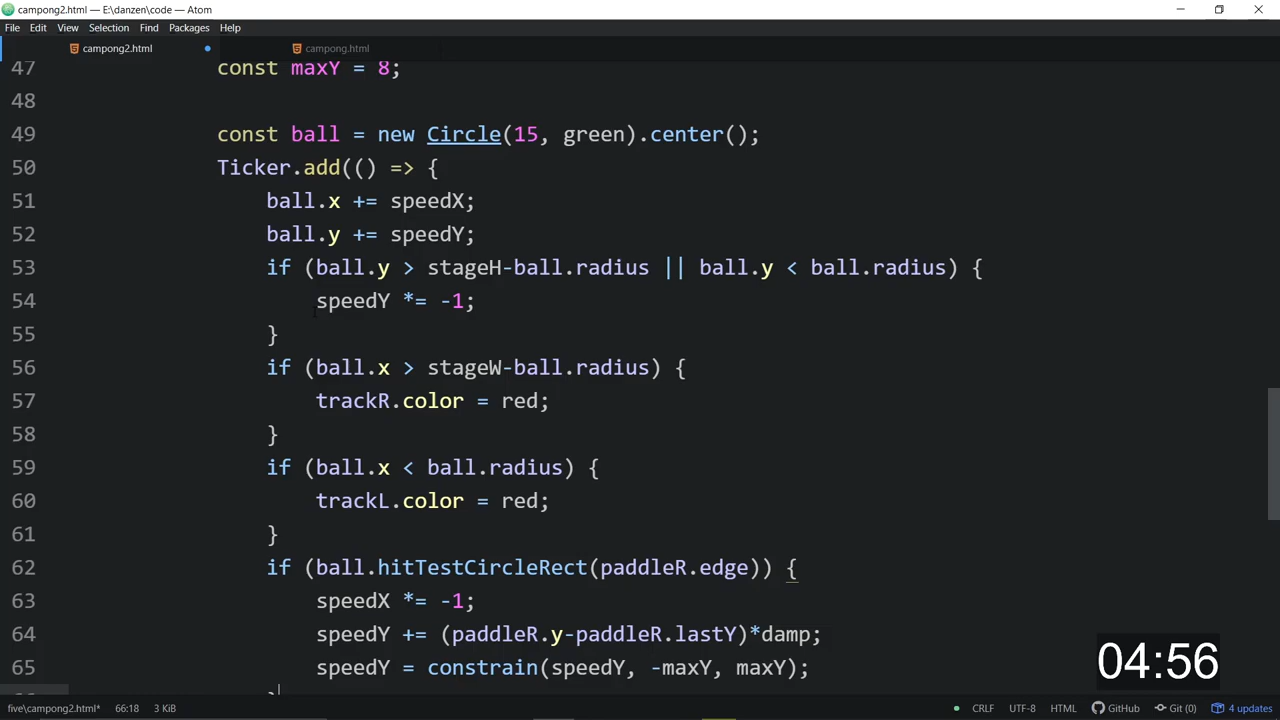 campong2.html — E:\danzen\code — Atom
File Edit View Selection Find Packages Help
campong2.html campong.html
47 const maxY = 8;
48
49 const ball = new Circle(15, green).center();
50 Ticker.add(() => {
51 ball.x += speedX;
52 ball.y += speedY;
53 if (ball.y > stageH-ball.radius || ball.y < ball.radius) {
54 speedY *= -1;
55 }
56 if (ball.x > stageW-ball.radius) {
57 trackR.color = red;
58 }
59 if (ball.x < ball.radius) {
60 trackL.color = red;
61 }
62 if (ball.hitTestCircleRect(paddleR.edge)) {
63 speedX *= -1;
64 speedY += (paddleR.y-paddleR.lastY)*damp;
65 speedY = constrain(speedY, -maxY, maxY);
04:56
five\campong2.html* 66:18 3 KiB CRLF UTF-8 HTML GitHub Git (0) 4 updates